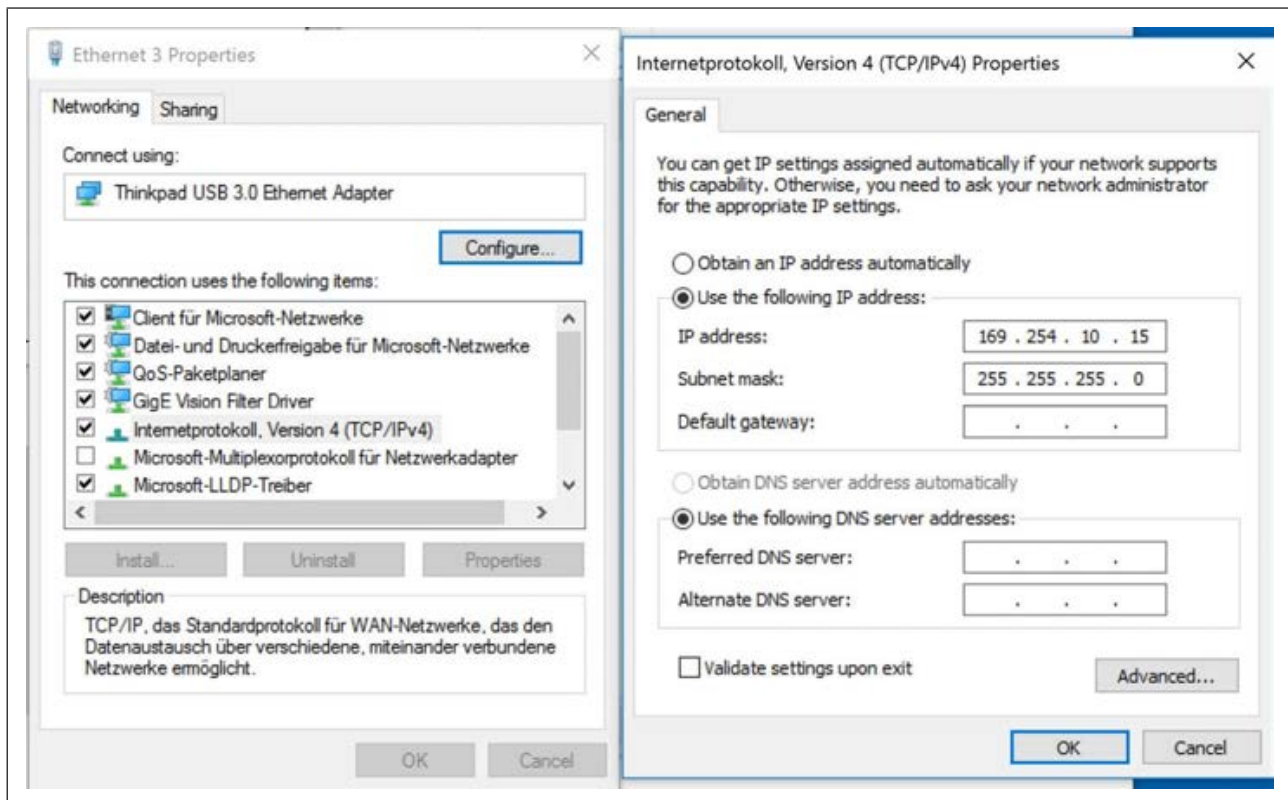 Ethernet 3 Properties
Networking
Sharing
Connect using:
Thinkpad USB 3.0 Ethernet Adapter
Configure...
This connection uses the following items:
Client für Microsoft-Netzwerke
Datei- und Druckerfreigabe für Microsoft-Netzwerke
QoS-Paketplaner
GigE Vision Filter Driver
Internetprotokoll, Version 4 (TCP/IPv4)
Microsoft-Multiplexorprotokoll für Netzwerkadapter
Microsoft-LLDP-Treiber
Install...
Uninstall
Properties
Description
TCP/IP, das Standardprotokoll für WAN-Netzwerke, das den
Datenaustausch über verschiedene, miteinander verbundene
Netzwerke ermöglicht.
OK
Cancel
Internetprotokoll, Version 4 (TCP/IPv4) Properties
General
You can get IP settings assigned automatically if your network supports
this capability. Otherwise, you need to ask your network administrator
for the appropriate IP settings.
Obtain an IP address automatically
Use the following IP address:
IP address: 169 . 254 . 10 . 15
Subnet mask: 255 . 255 . 255 . 0
Default gateway: . . .
Obtain DNS server address automatically
Use the following DNS server addresses:
Preferred DNS server: . . .
Alternate DNS server: . . .
Validate settings upon exit
Advanced...
OK
Cancel